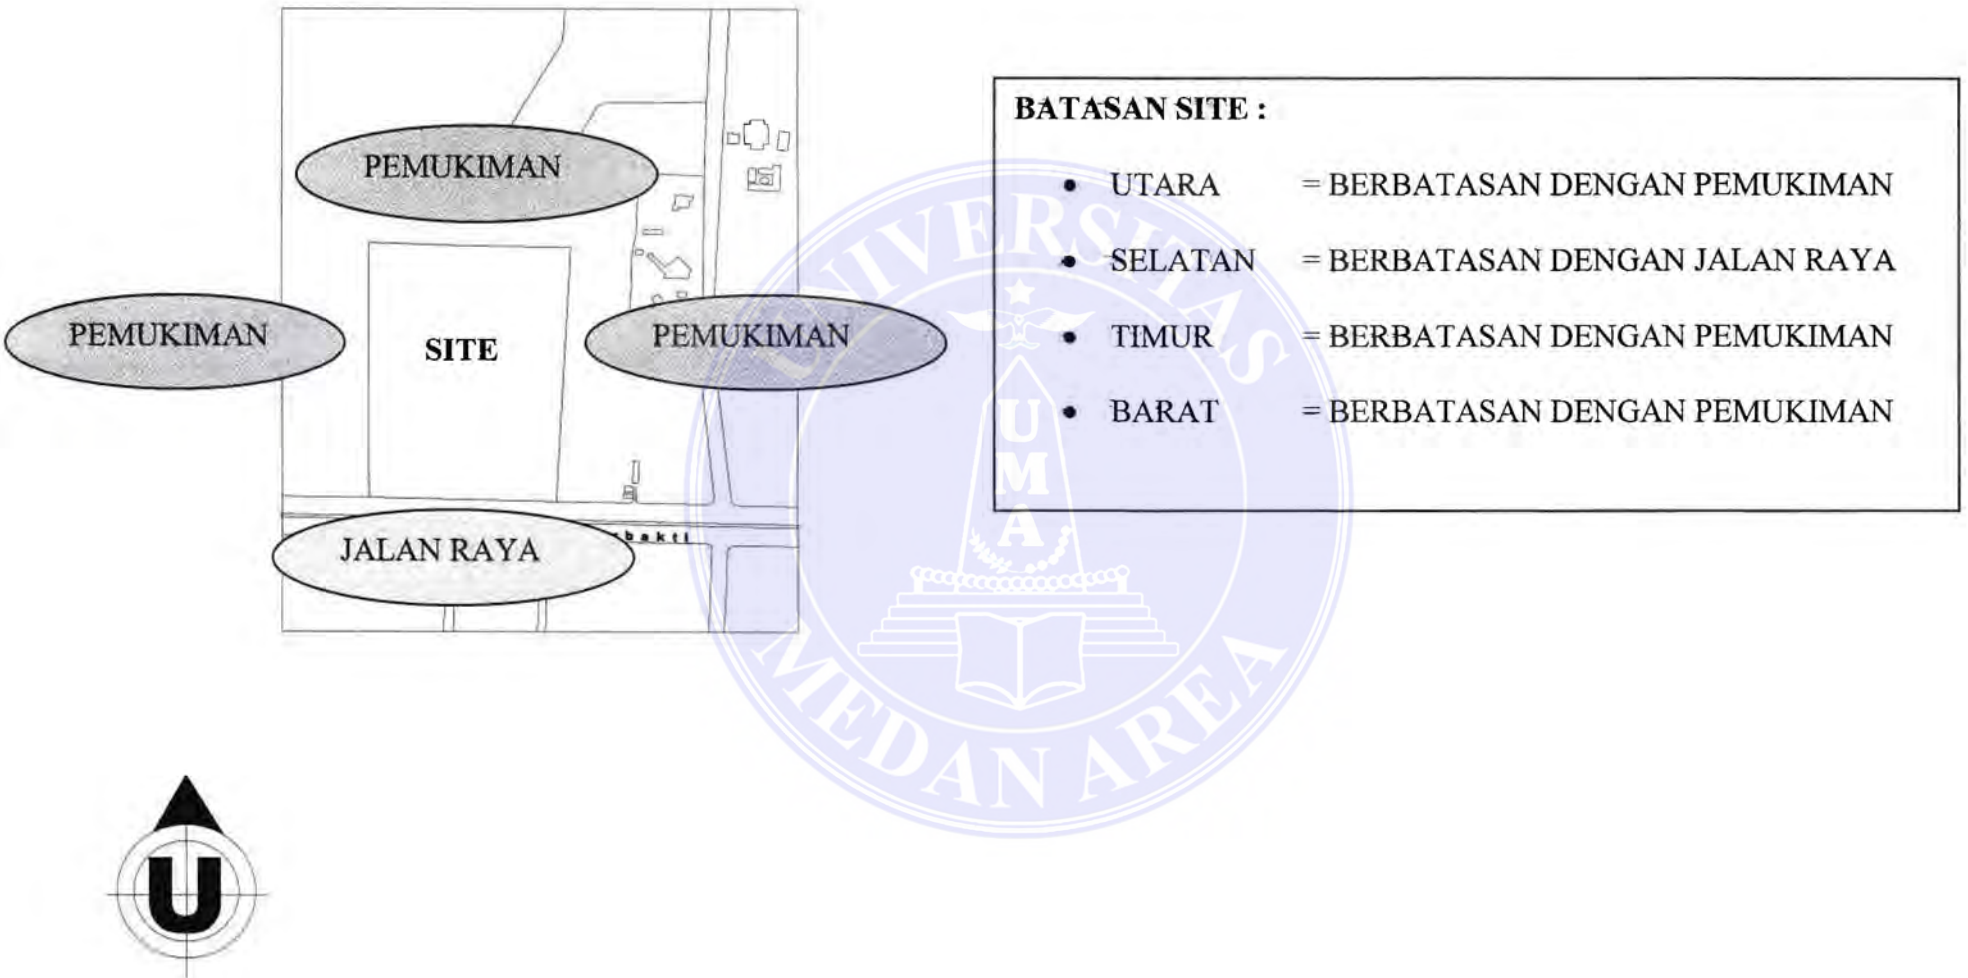 PEMUKIMAN
PEMUKIMAN
SITE
PEMUKIMAN
JALAN RAYA
BATASAN SITE :
• UTARA = BERBATASAN DENGAN PEMUKIMAN
• SELATAN = BERBATASAN DENGAN JALAN RAYA
• TIMUR = BERBATASAN DENGAN PEMUKIMAN
• BARAT = BERBATASAN DENGAN PEMUKIMAN
UNIVERSITAS
UMA
MEDAN AREA
U